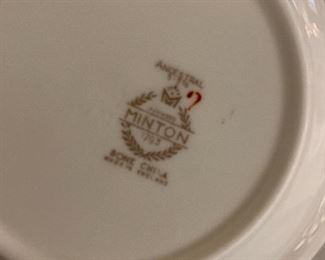 ANCESTRAL
MINTON
1793
BONE CHINA
MADE IN ENGLAND